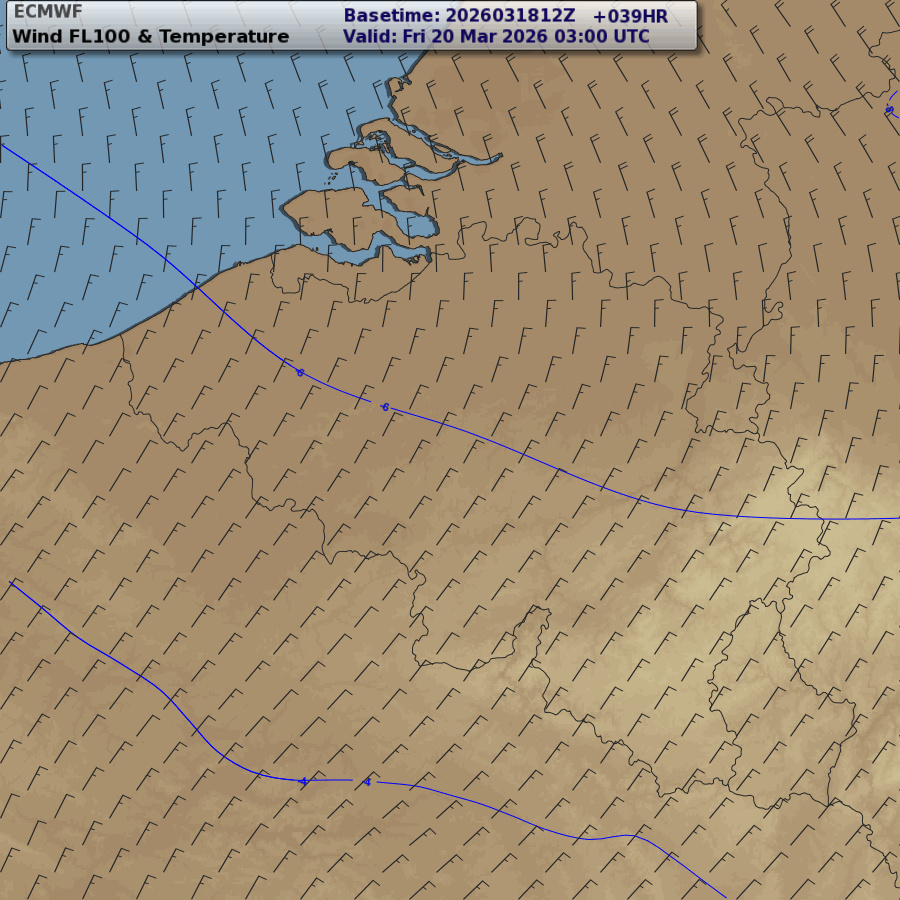 ECMWF
Basetime: 2026031812Z +039HR
Wind FL100 & Temperature
Valid: Fri 20 Mar 2026 03:00 UTC
-6
-6
-4
-4